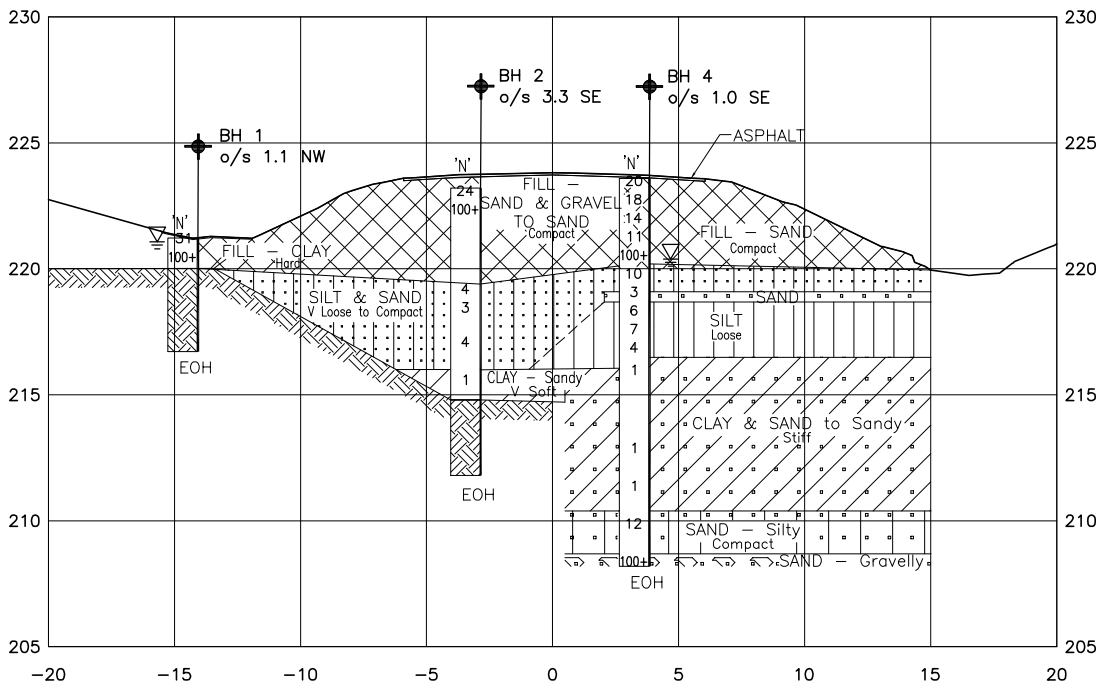 230
230
BH 2
o/s 3.3 SE
BH 4
o/s 1.0 SE
BH 1
o/s 1.1 NW
225
225
ASPHALT
'N'
'N'
'N'
24
100+
FILL –
SAND & GRAVEL
TO SAND
Compact
20
18
14
11
100+
10
3
6
7
4
1
1
1
12
100+
FILL – SAND
Compact
31
100+
FILL – CLAY
Hard
220
220
SILT & SAND
V Loose to Compact
4
3
4
1
SAND
SILT
Loose
CLAY – Sandy
V Soft
EOH
215
215
CLAY & SAND to Sandy
Stiff
EOH
210
210
SAND – Silty
Compact
SAND – Gravelly
EOH
205
205
−20
−15
−10
−5
0
5
10
15
20